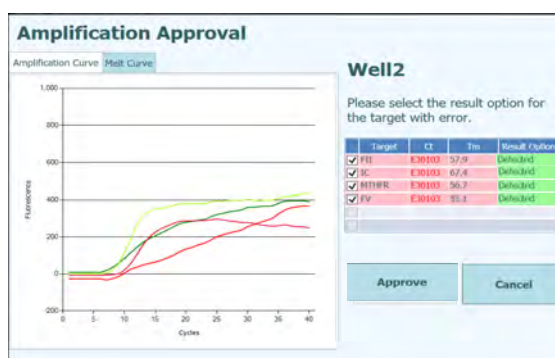 Amplification Approval
Amplification Curve Melt Curve
Well2
Please select the result option for
the target with error.
Target Ct Tm Result Option
FII E30103 57.9 Detected
IC E30103 67.4 Detected
MTHFR E30103 56.7 Detected
FV E30103 55.1 Detected
1,000
800
600
400
200
0
-200
Fluorescence
0 5 10 15 20 25 30 35 40
Cycles
Approve Cancel